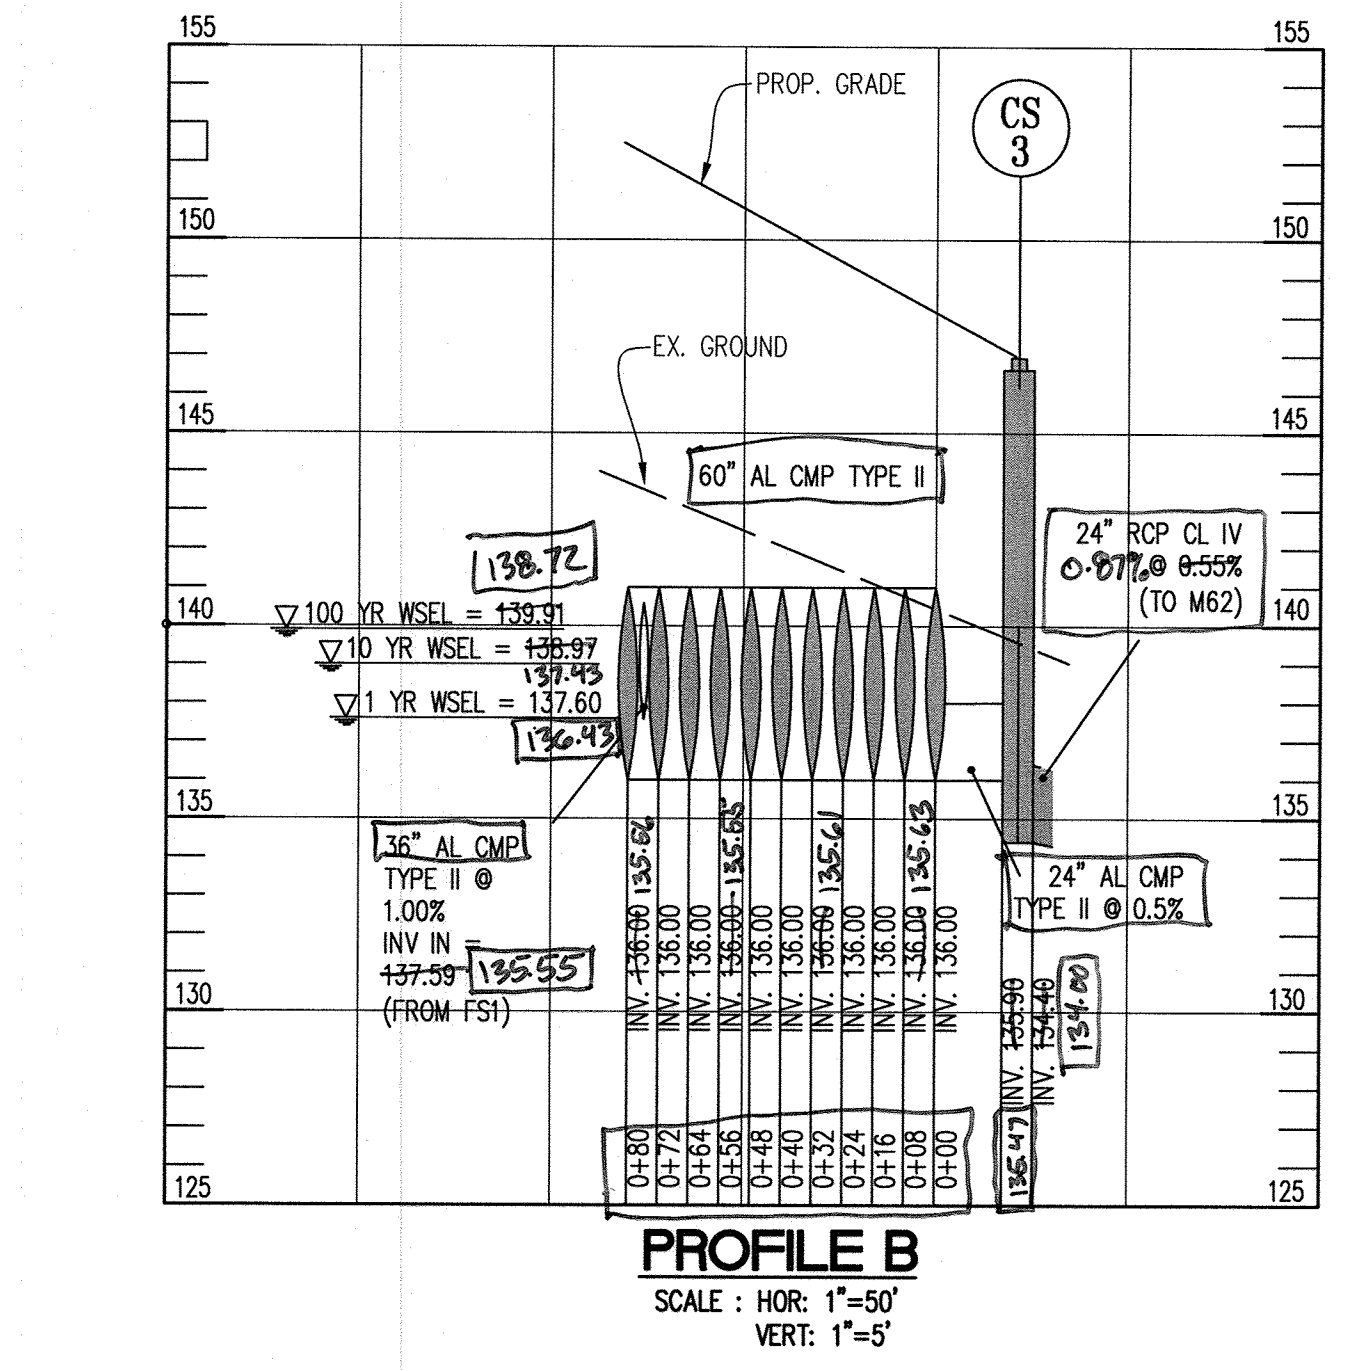 155
155
PROP. GRADE
CS
3
150
150
EX. GROUND
145
145
60" AL CMP TYPE II
24" RCP CL IV
0.87% @ 0.55%
(TO M62)
138.72
140
100 YR WSEL = 139.91
140
10 YR WSEL = 138.97
137.43
1 YR WSEL = 137.60
136.43
135
135
36" AL CMP
TYPE II @
1.00%
INV IN =
137.59 135.55
(FROM FS1)
24" AL CMP
TYPE II @ 0.5%
130
130
135.56
135.61
135.63
INV. 136.00
INV. 136.00
INV. 136.00
INV. 136.00
INV. 136.00
INV. 136.00
INV. 136.00
INV. 136.00
INV. 136.00
INV. 136.00
INV. 136.00
INV. 135.90
INV. 134.40
134.00
0+80
0+72
0+64
0+56
0+48
0+40
0+32
0+24
0+16
0+08
0+00
135.47
125
125
PROFILE B
SCALE : HOR: 1"=50'
VERT: 1"=5'